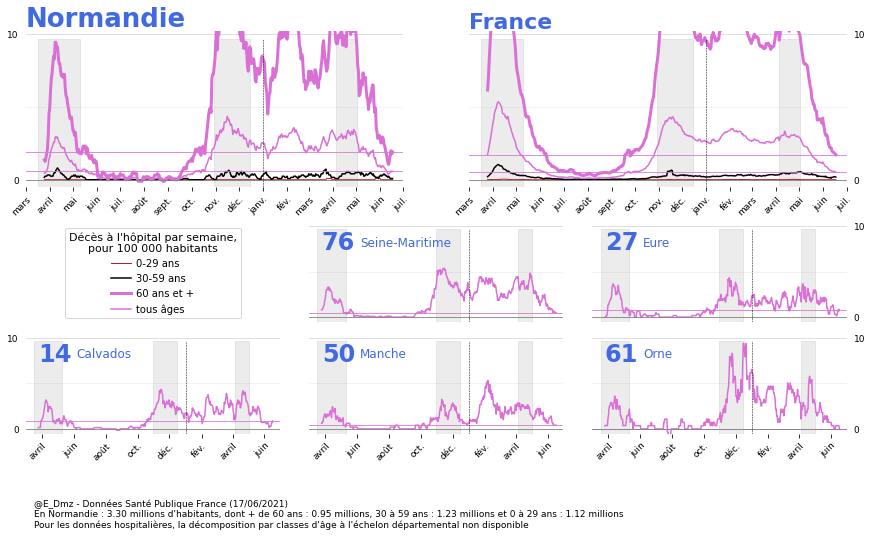 Normandie
France
10
10
0
0
mars avril mai juin juil. août sept. oct. nov. déc. janv. févr. mars avril mai juin juil.
mars avril mai juin juil. août sept. oct. nov. déc. janv. févr. mars avril mai juin juil.
Décès à l'hôpital par semaine,
pour 100 000 habitants
0-29 ans
30-59 ans
60 ans et +
tous âges
76 Seine-Maritime
27 Eure
10
0
14 Calvados
50 Manche
61 Orne
10
10
0
0
avril juin août oct. déc. févr. avril juin
avril juin août oct. déc. févr. avril juin
avril juin août oct. déc. févr. avril juin
@E_Dmz - Données Santé Publique France (17/06/2021)
En Normandie : 3.30 millions d'habitants, dont + de 60 ans : 0.95 millions, 30 à 59 ans : 1.23 millions et 0 à 29 ans : 1.12 millions
Pour les données hospitalières, la décomposition par classes d'âge à l'échelon départemental non disponible